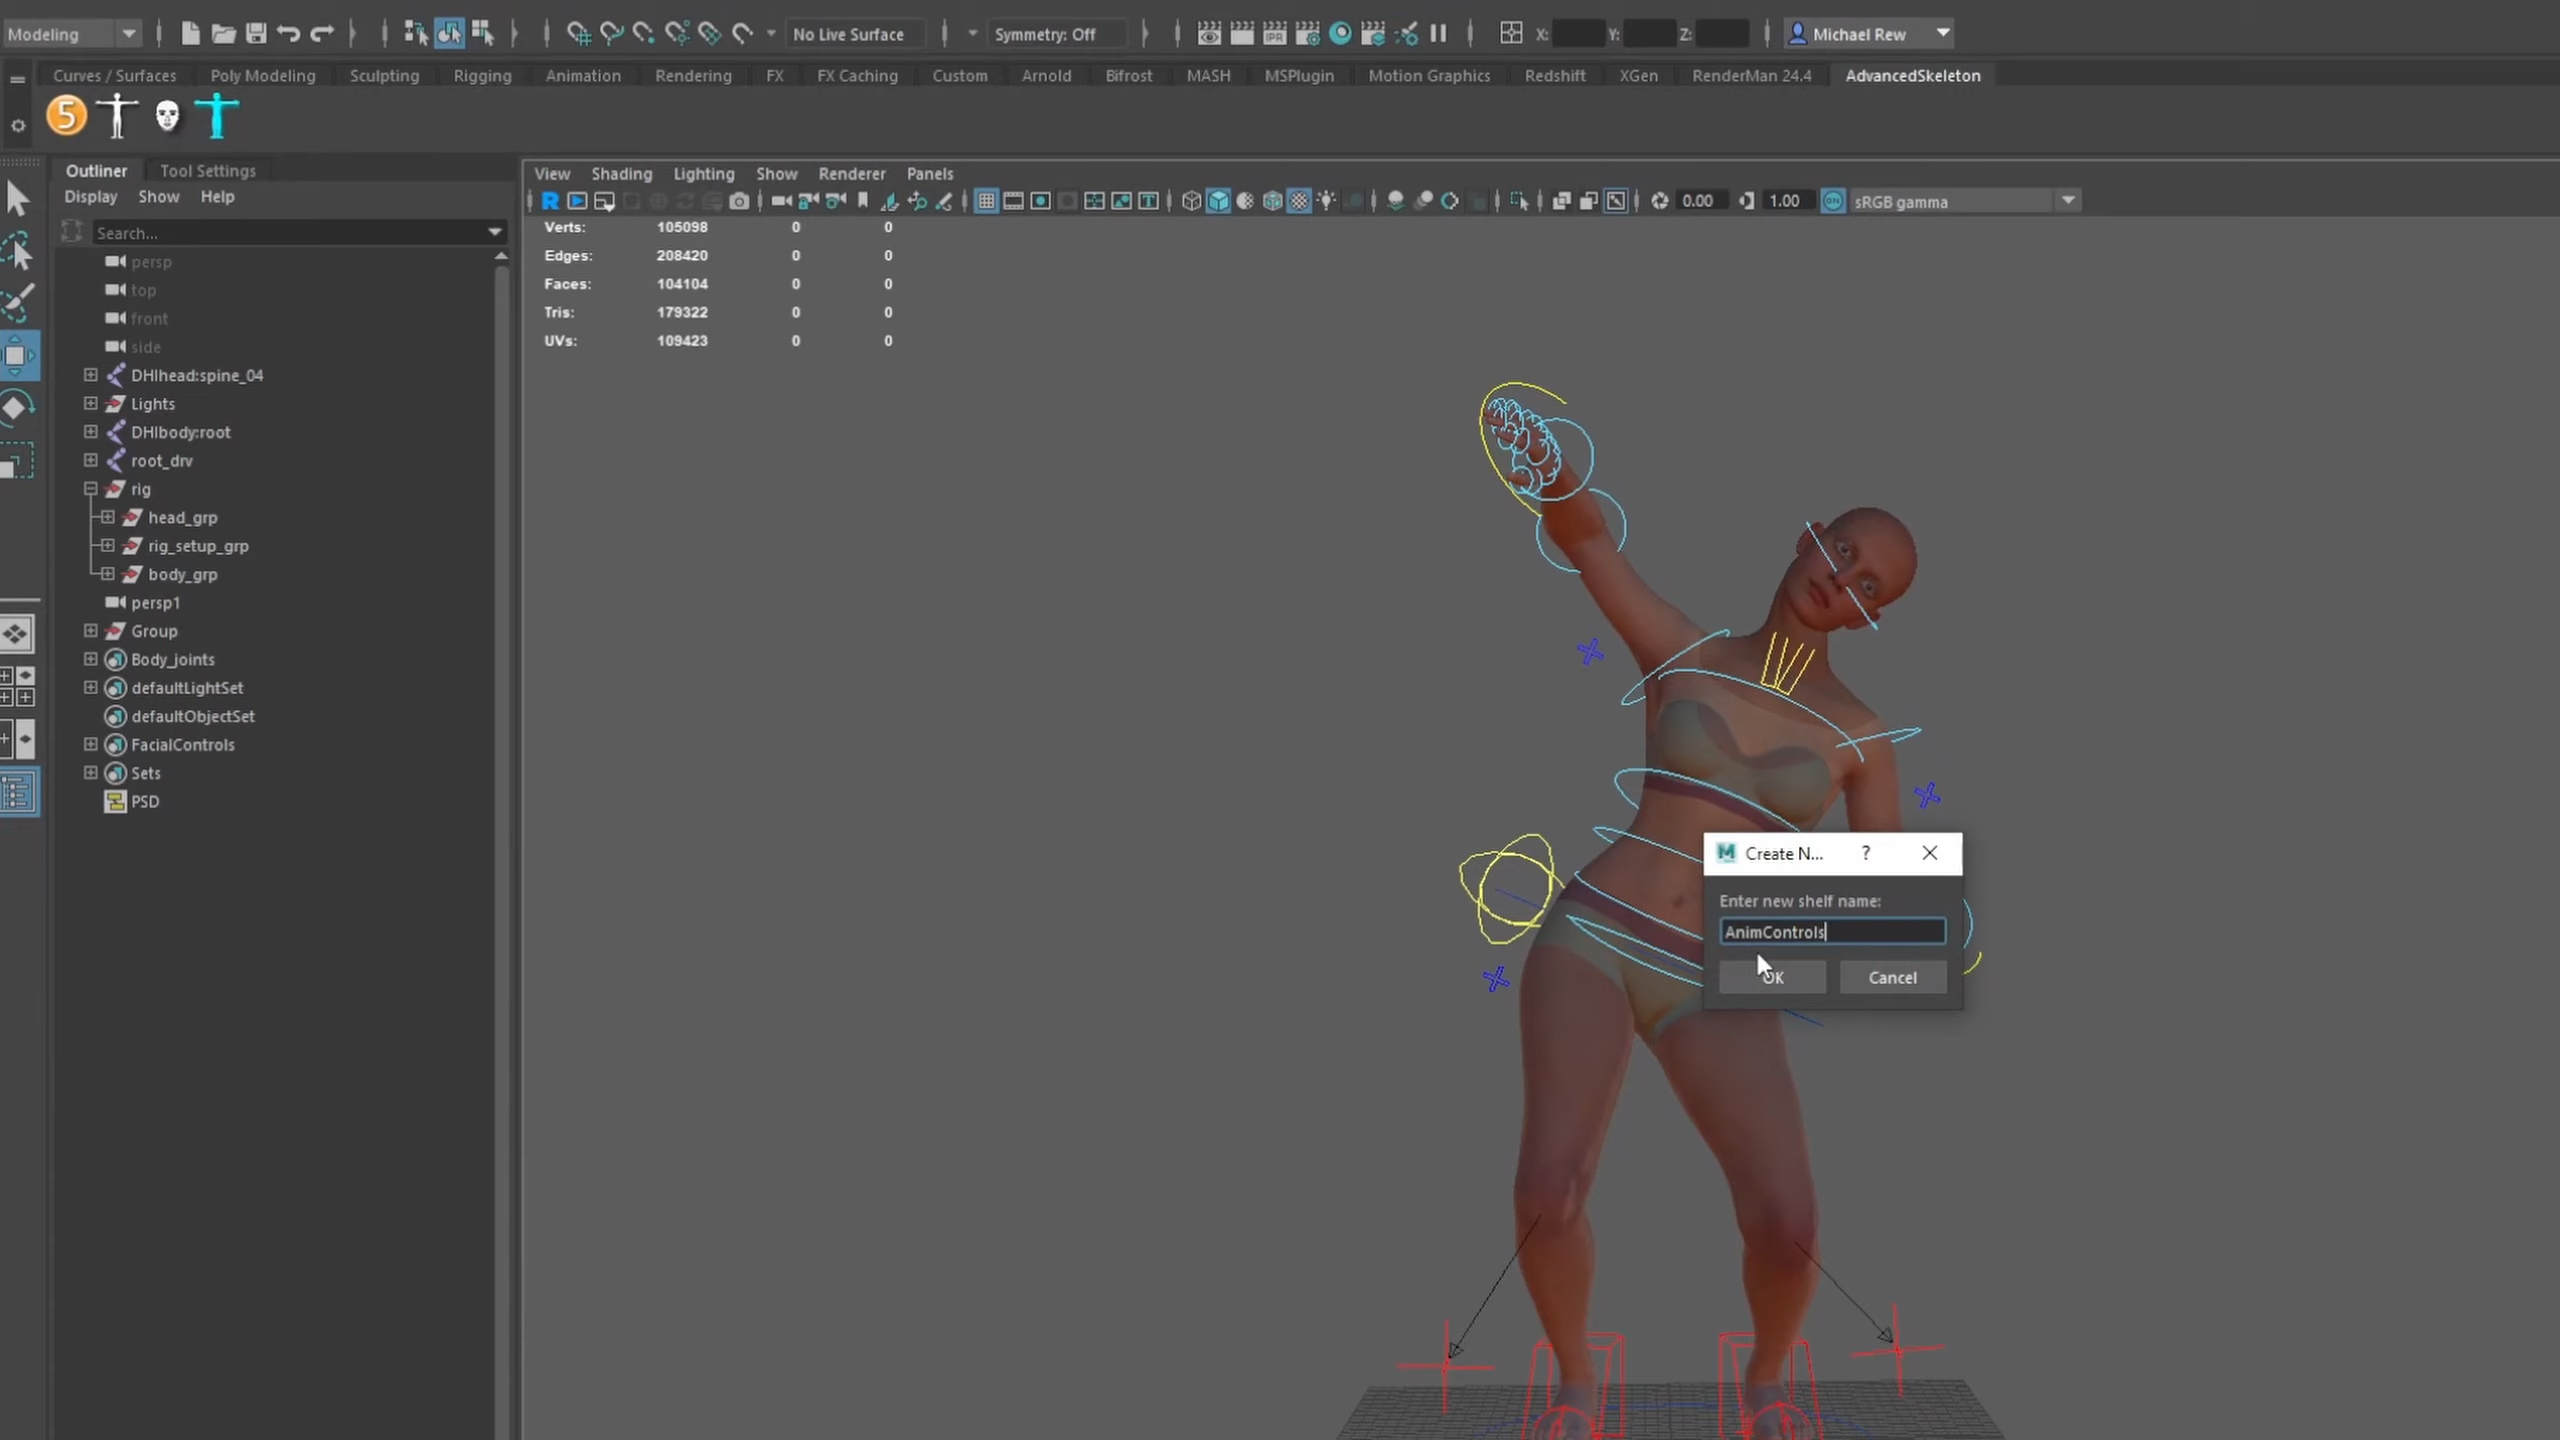 Modeling No Live Surface Symmetry: Off X: Y: Z: Michael Rew
Curves / Surfaces Poly Modeling Sculpting Rigging Animation Rendering FX FX Caching Custom Arnold Bifrost MASH MSPlugin Motion Graphics Redshift XGen RenderMan 24.4 AdvancedSkeleton
5
Outliner Tool Settings
Display Show Help
Search...
persp
top
front
side
DHIhead:spine_04
Lights
DHIbody:root
root_drv
rig
head_grp
rig_setup_grp
body_grp
persp1
Group
Body_joints
defaultLightSet
defaultObjectSet
FacialControls
Sets
PSD
View Shading Lighting Show Renderer Panels
R T 0.00 1.00 ON sRGB gamma
Verts: 105098 0 0
Edges: 208420 0 0
Faces: 104104 0 0
Tris: 179322 0 0
UVs: 109423 0 0
M Create N... ?
Enter new shelf name:
AnimControls
OK Cancel